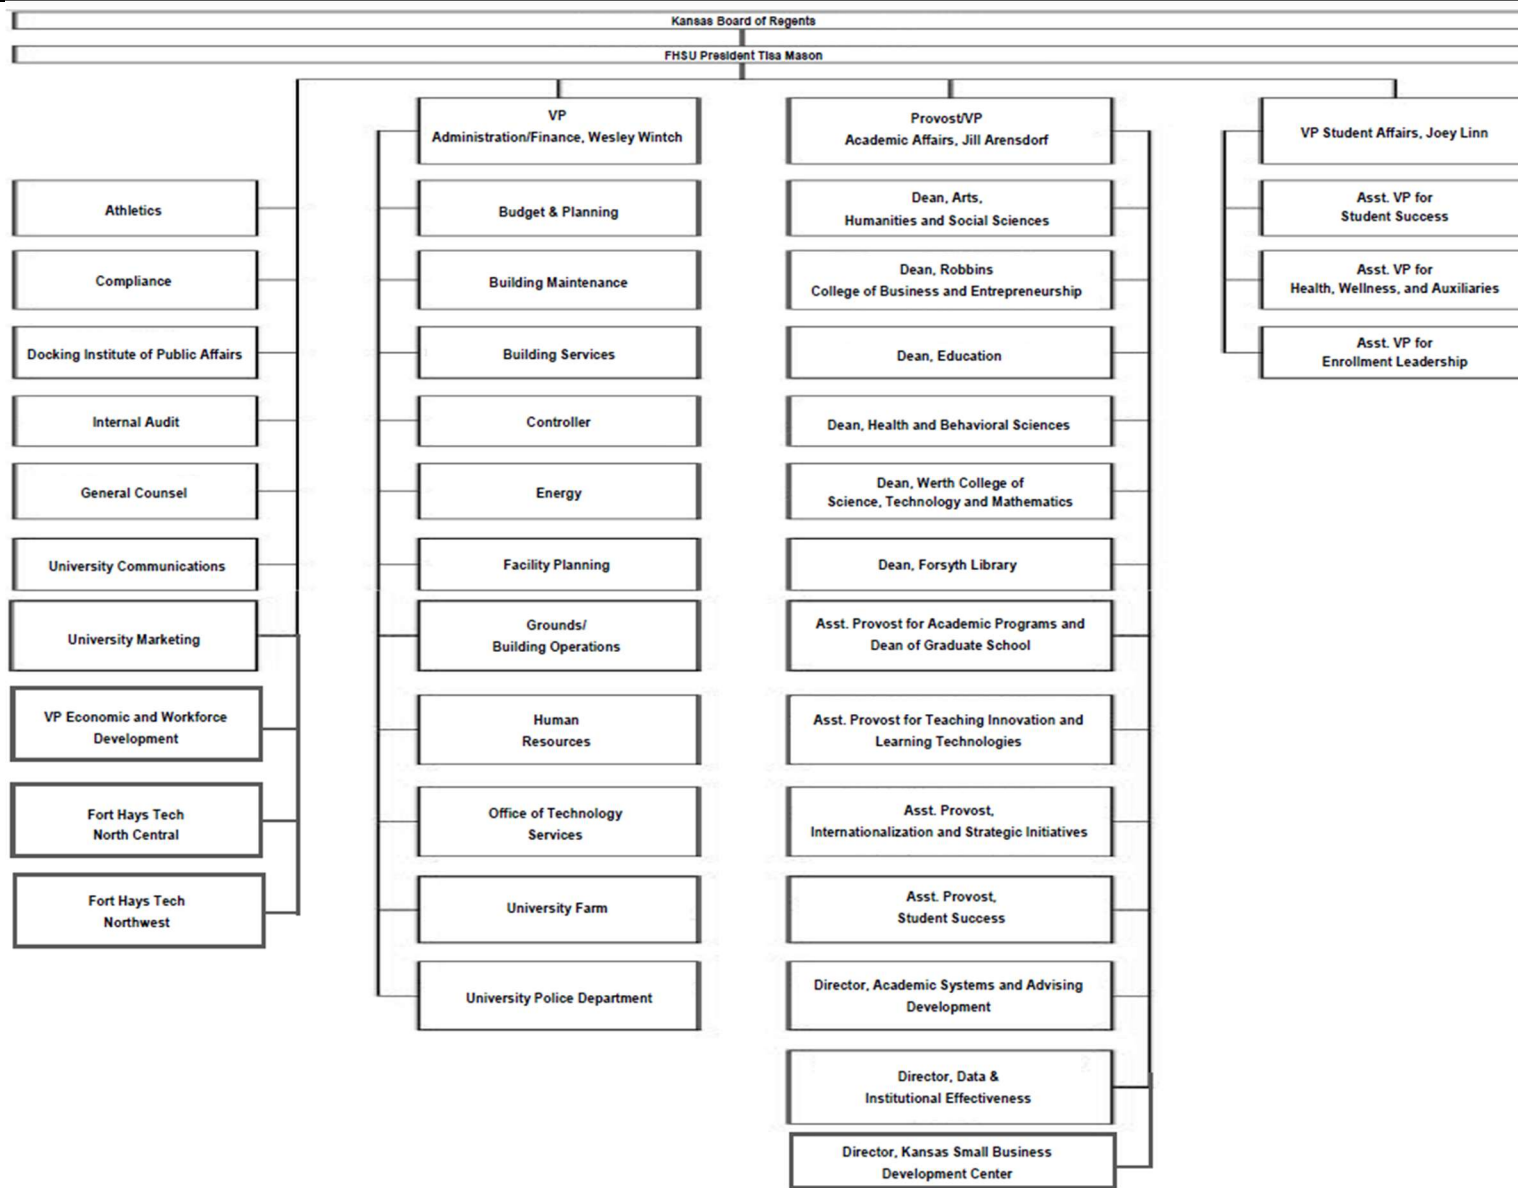 Kansas Board of Regents
FHSU President Tisa Mason
Athletics
Compliance
Docking Institute of Public Affairs
Internal Audit
General Counsel
University Communications
University Marketing
VP Economic and Workforce
Development
Fort Hays Tech
North Central
Fort Hays Tech
Northwest
VP
Administration/Finance, Wesley Wintch
Budget & Planning
Building Maintenance
Building Services
Controller
Energy
Facility Planning
Grounds/
Building Operations
Human
Resources
Office of Technology
Services
University Farm
University Police Department
Provost/VP
Academic Affairs, Jill Arensdorf
Dean, Arts,
Humanities and Social Sciences
Dean, Robbins
College of Business and Entrepreneurship
Dean, Education
Dean, Health and Behavioral Sciences
Dean, Werth College of
Science, Technology and Mathematics
Dean, Forsyth Library
Asst. Provost for Academic Programs and
Dean of Graduate School
Asst. Provost for Teaching Innovation and
Learning Technologies
Asst. Provost,
Internationalization and Strategic Initiatives
Asst. Provost,
Student Success
Director, Academic Systems and Advising
Development
Director, Data &
Institutional Effectiveness
Director, Kansas Small Business
Development Center
VP Student Affairs, Joey Linn
Asst. VP for
Student Success
Asst. VP for
Health, Wellness, and Auxiliaries
Asst. VP for
Enrollment Leadership